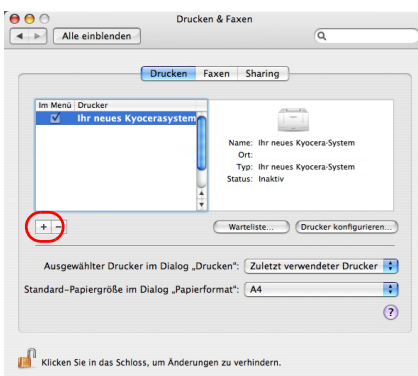 Drucken & Faxen
Alle einblenden
Drucken Faxen Sharing
Im Menü Drucker
Ihr neues Kyocerasystem
Name: Ihr neues Kyocera-System
Ort:
Typ: Ihr neues Kyocera-System
Status: Inaktiv
+ −
Warteliste... Drucker konfigurieren...
Ausgewählter Drucker im Dialog „Drucken“: Zuletzt verwendeter Drucker
Standard-Papiergröße im Dialog „Papierformat“: A4
?
Klicken Sie in das Schloss, um Änderungen zu verhindern.